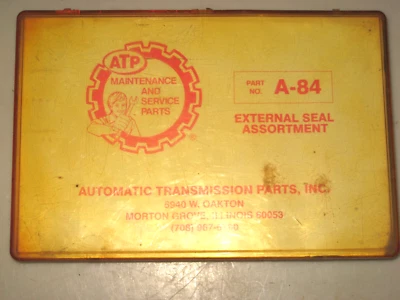 ATP
MAINTENANCE
AND
SERVICE
PARTS
®
PART
NO.
A-84
EXTERNAL SEAL
ASSORTMENT
AUTOMATIC TRANSMISSION PARTS, INC.
OAKTON
MORTON GROVE, ILLINOIS 60053